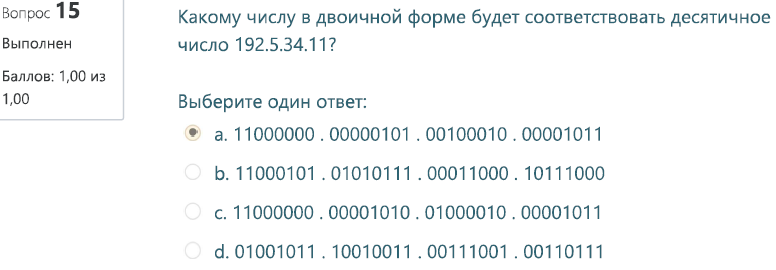 Вопрос 15
Выполнен
Баллов: 1,00 из
1,00
Какому числу в двоичной форме будет соответствовать десятичное
число 192.5.34.11?
Выберите один ответ:
a. 11000000 . 00000101 . 00100010 . 00001011
b. 11000101 . 01010111 . 00011000 . 10111000
c. 11000000 . 00001010 . 01000010 . 00001011
d. 01001011 . 10010011 . 00111001 . 00110111